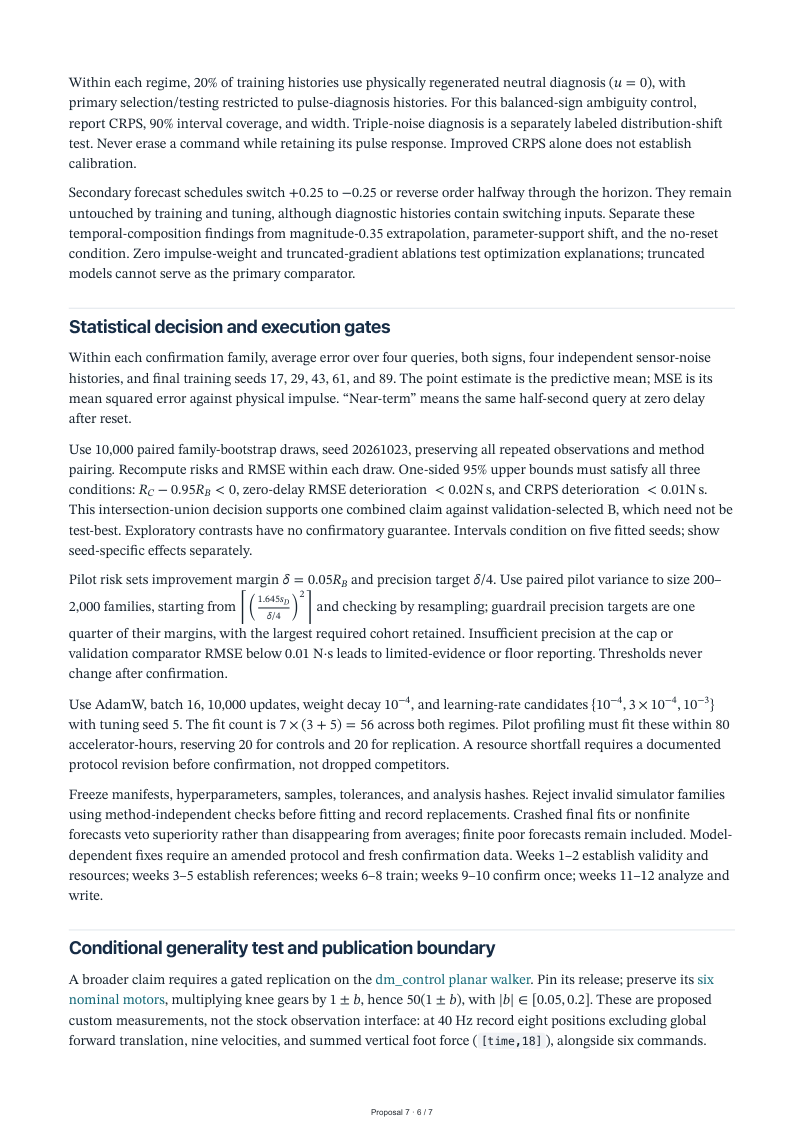 Within each regime, 20% of training histories use physically regenerated neutral diagnosis (u = 0), with
primary selection/testing restricted to pulse-diagnosis histories. For this balanced-sign ambiguity control,
report CRPS, 90% interval coverage, and width. Triple-noise diagnosis is a separately labeled distribution-shift
test. Never erase a command while retaining its pulse response. Improved CRPS alone does not establish
calibration.
Secondary forecast schedules switch +0.25 to −0.25 or reverse order halfway through the horizon. They remain
untouched by training and tuning, although diagnostic histories contain switching inputs. Separate these
temporal-composition findings from magnitude-0.35 extrapolation, parameter-support shift, and the no-reset
condition. Zero impulse-weight and truncated-gradient ablations test optimization explanations; truncated
models cannot serve as the primary comparator.
Statistical decision and execution gates
Within each confirmation family, average error over four queries, both signs, four independent sensor-noise
histories, and final training seeds 17, 29, 43, 61, and 89. The point estimate is the predictive mean; MSE is its
mean squared error against physical impulse. “Near-term” means the same half-second query at zero delay
after reset.
Use 10,000 paired family-bootstrap draws, seed 20261023, preserving all repeated observations and method
pairing. Recompute risks and RMSE within each draw. One-sided 95% upper bounds must satisfy all three
conditions: R_C − 0.95R_B < 0, zero-delay RMSE deterioration < 0.02N s, and CRPS deterioration < 0.01N s.
This intersection-union decision supports one combined claim against validation-selected B, which need not be
test-best. Exploratory contrasts have no confirmatory guarantee. Intervals condition on five fitted seeds; show
seed-specific effects separately.
Pilot risk sets improvement margin δ = 0.05R_B and precision target δ/4. Use paired pilot variance to size 200–
2,000 families, starting from ⌈(1.645s_D / δ/4)²⌉ and checking by resampling; guardrail precision targets are one
quarter of their margins, with the largest required cohort retained. Insufficient precision at the cap or
validation comparator RMSE below 0.01 N·s leads to limited-evidence or floor reporting. Thresholds never
change after confirmation.
Use AdamW, batch 16, 10,000 updates, weight decay 10⁻⁴, and learning-rate candidates {10⁻⁴, 3 × 10⁻⁴, 10⁻³}
with tuning seed 5. The fit count is 7 × (3 + 5) = 56 across both regimes. Pilot profiling must fit these within 80
accelerator-hours, reserving 20 for controls and 20 for replication. A resource shortfall requires a documented
protocol revision before confirmation, not dropped competitors.
Freeze manifests, hyperparameters, samples, tolerances, and analysis hashes. Reject invalid simulator families
using method-independent checks before fitting and record replacements. Crashed final fits or nonfinite
forecasts veto superiority rather than disappearing from averages; finite poor forecasts remain included. Model-
dependent fixes require an amended protocol and fresh confirmation data. Weeks 1–2 establish validity and
resources; weeks 3–5 establish references; weeks 6–8 train; weeks 9–10 confirm once; weeks 11–12 analyze and
write.
Conditional generality test and publication boundary
A broader claim requires a gated replication on the dm_control planar walker. Pin its release; preserve its six
nominal motors, multiplying knee gears by 1 ± b, hence 50(1 ± b), with |b| ∈ [0.05, 0.2]. These are proposed
custom measurements, not the stock observation interface: at 40 Hz record eight positions excluding global
forward translation, nine velocities, and summed vertical foot force ( [time,18] ), alongside six commands.
Proposal 7 · 6 / 7